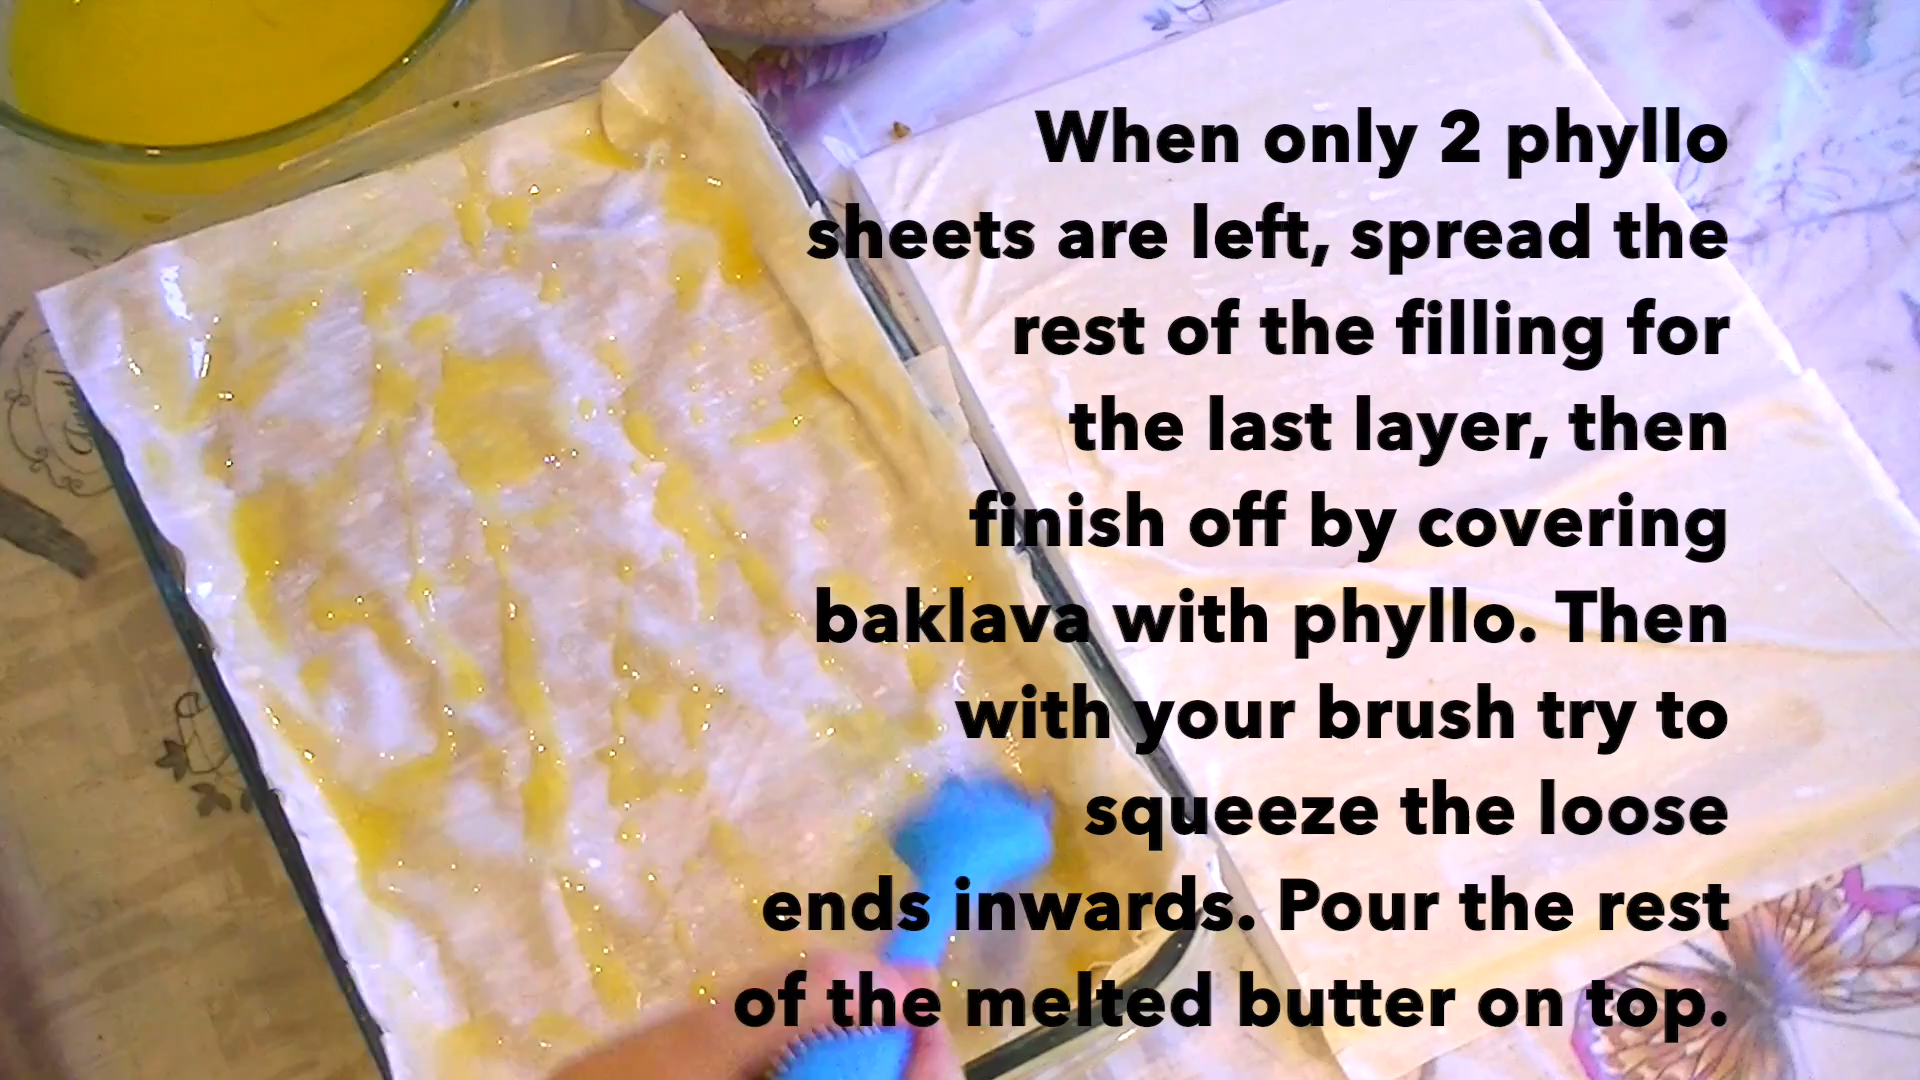 When only 2 phyllo
sheets are left, spread the
rest of the filling for
the last layer, then
finish off by covering
baklava with phyllo. Then
with your brush try to
squeeze the loose
ends inwards. Pour the rest
of the melted butter on top.